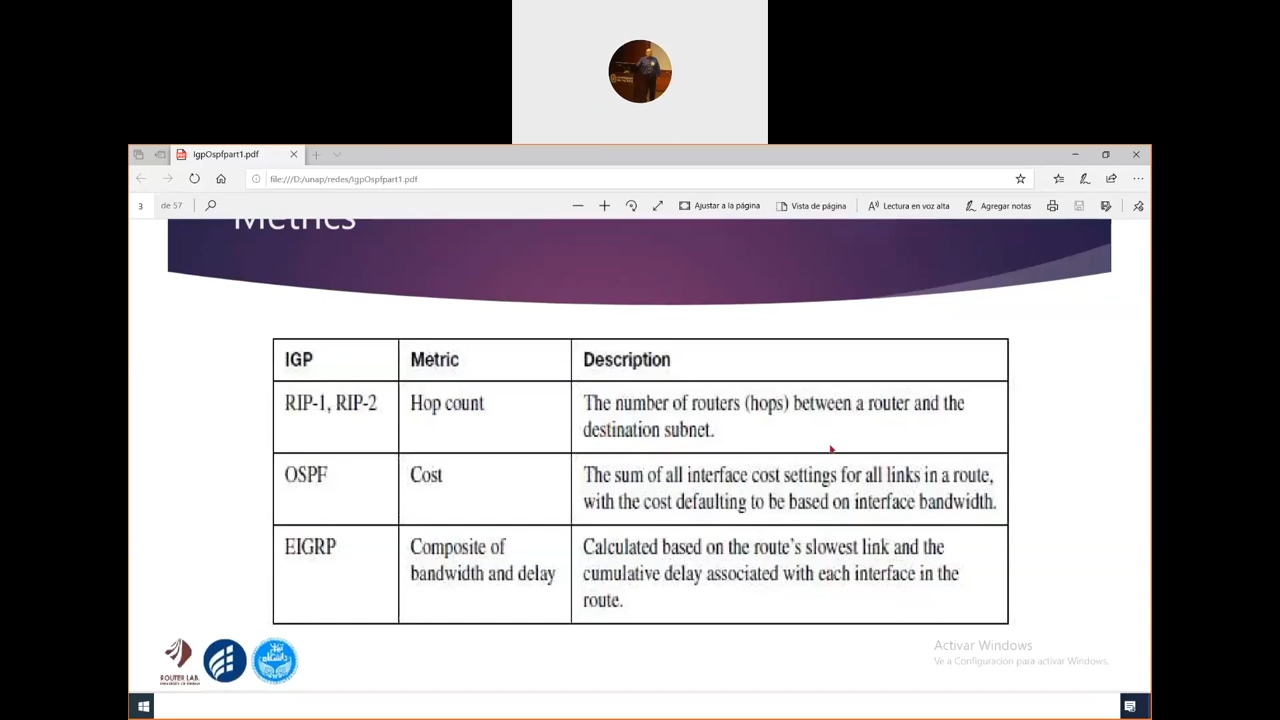 IgpOspfpart1.pdf
file:///D:/unap/redes/IgpOspfpart1.pdf
3 de 57
Ajustar a la página
Vista de página
Lectura en voz alta
Agregar notas
Metrics
IGP Metric Description
RIP-1, RIP-2 Hop count The number of routers (hops) between a router and the
destination subnet.
OSPF Cost The sum of all interface cost settings for all links in a route,
with the cost defaulting to be based on interface bandwidth.
EIGRP Composite of Calculated based on the route's slowest link and the
bandwidth and delay cumulative delay associated with each interface in the
route.
Activar Windows
Ve a Configuración para activar Windows.
ROUTER LAB.